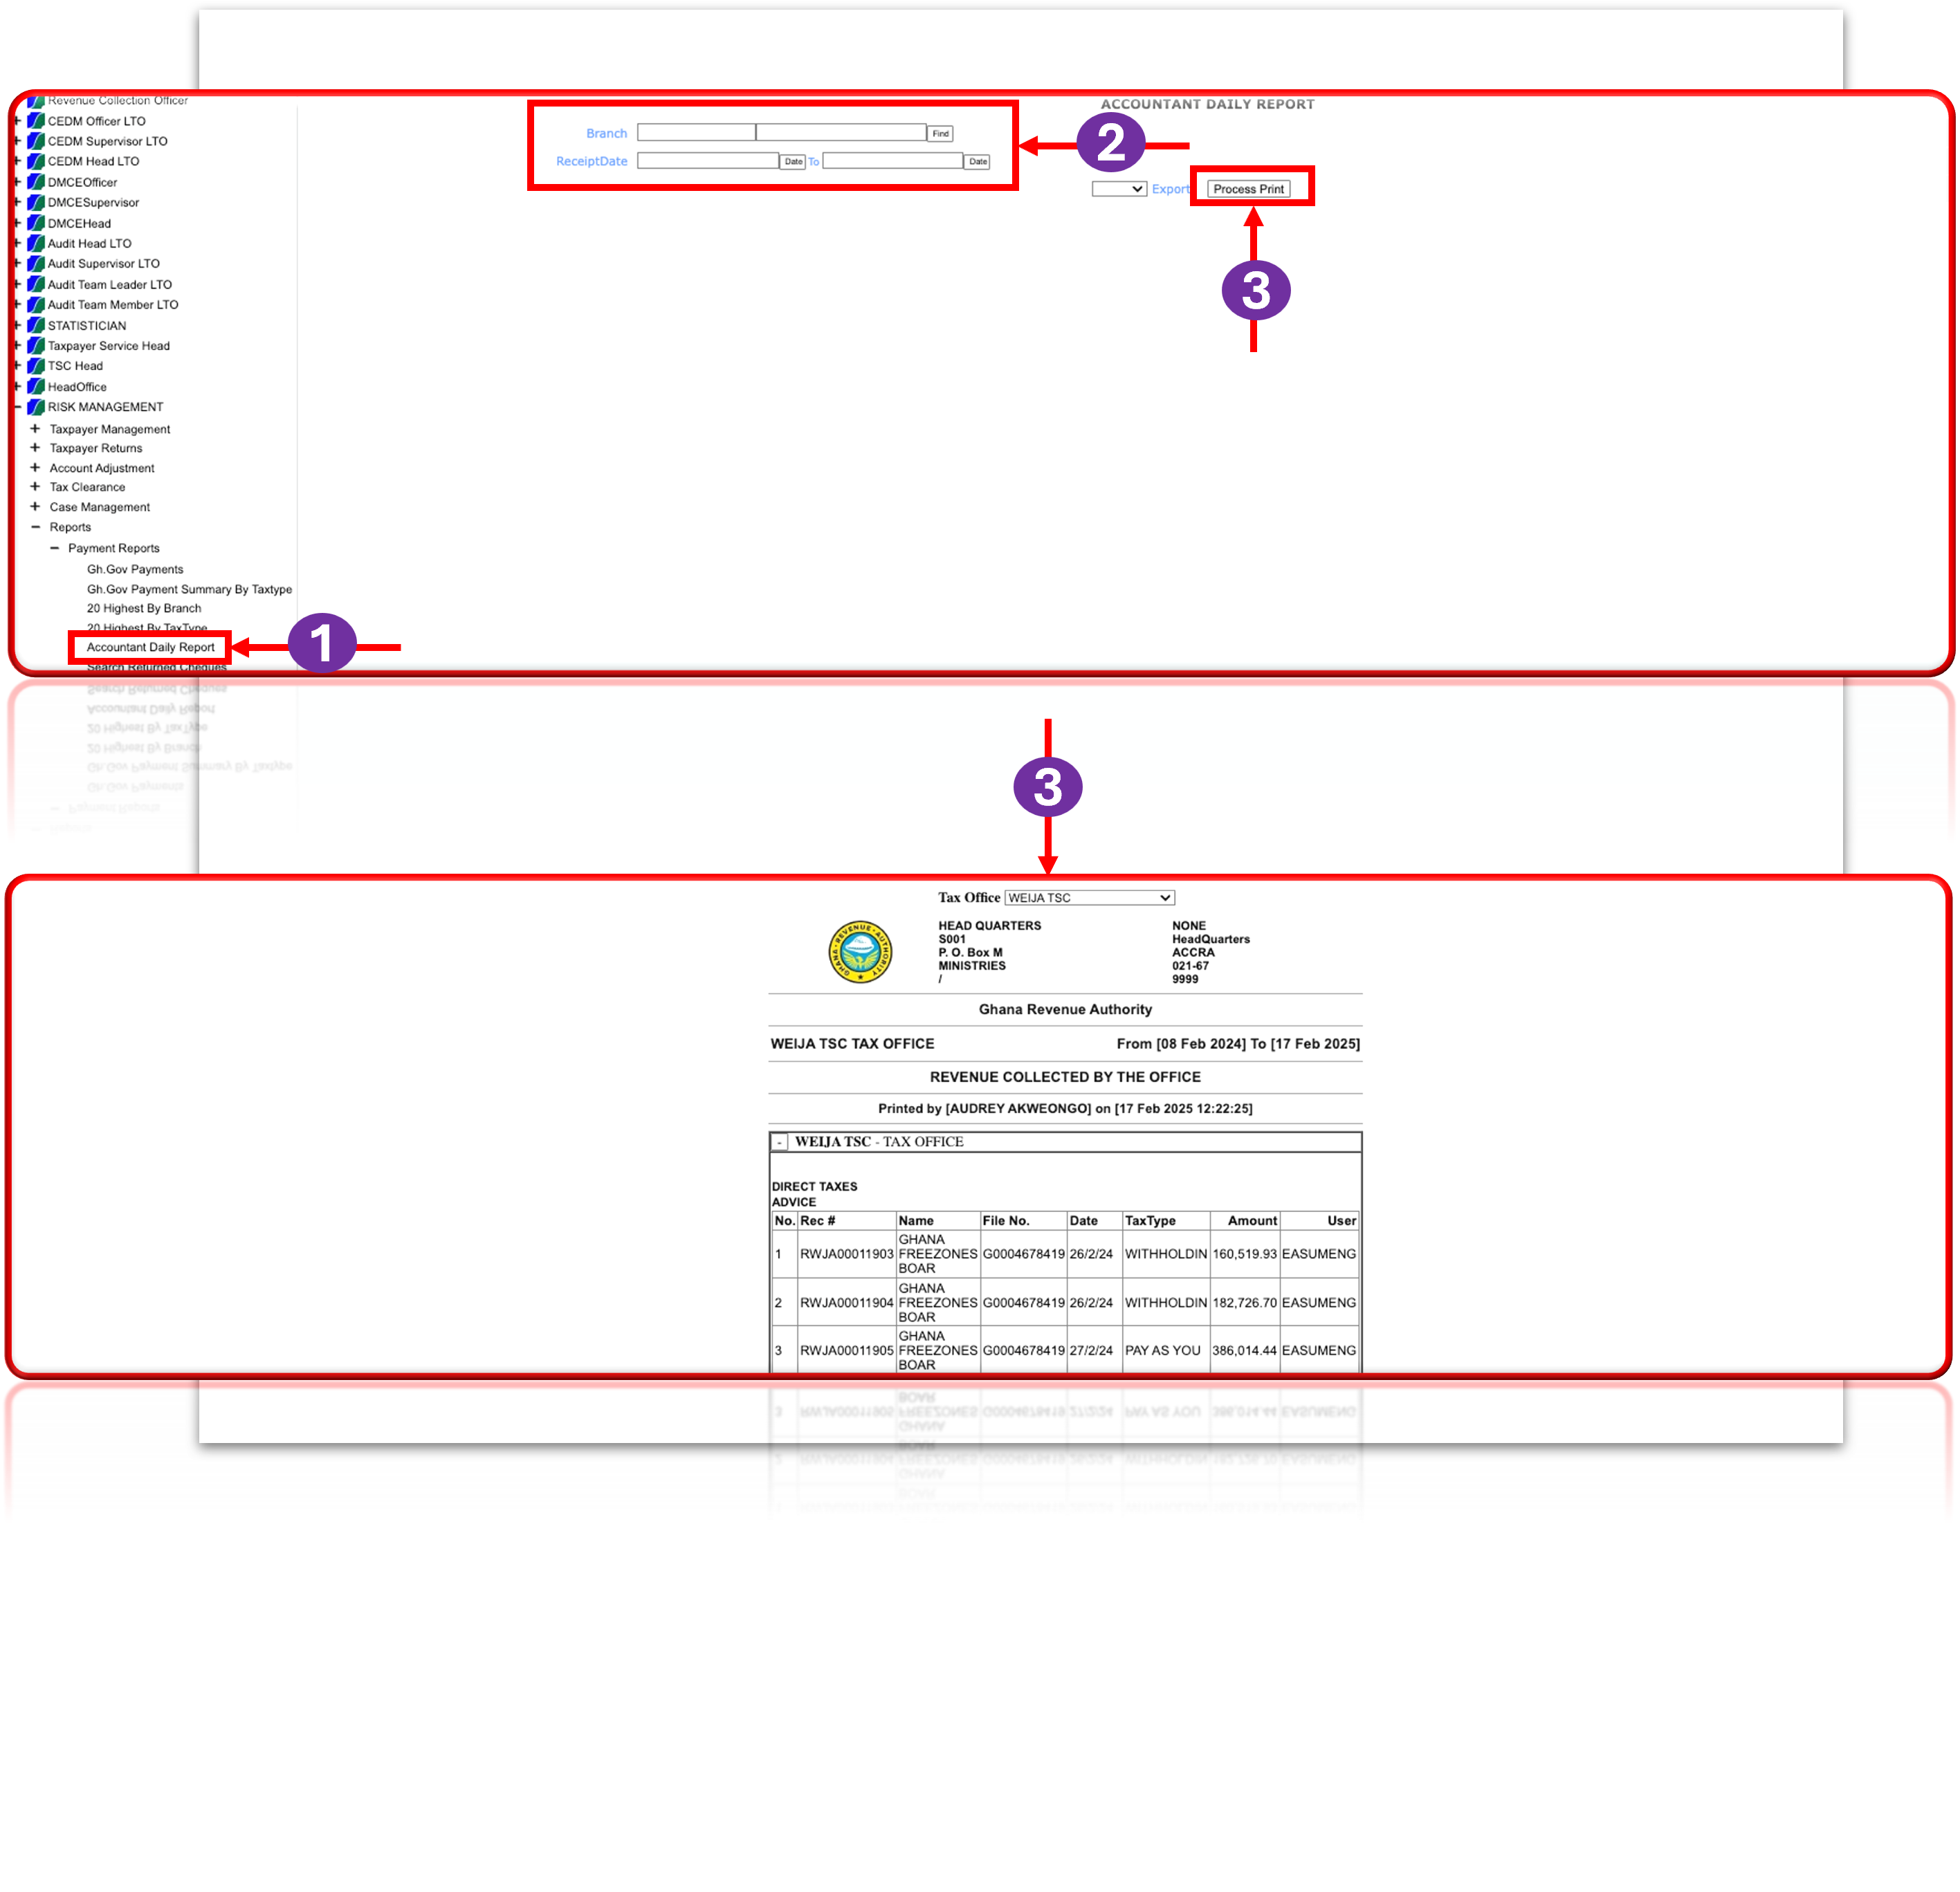 Revenue Collection Officer
CEDM Officer LTO
CEDM Supervisor LTO
CEDM Head LTO
DMCEOfficer
DMCESupervisor
DMCEHead
Audit Head LTO
Audit Supervisor LTO
Audit Team Leader LTO
Audit Team Member LTO
STATISTICIAN
Taxpayer Service Head
TSC Head
HeadOffice
RISK MANAGEMENT
Taxpayer Management
Taxpayer Returns
Account Adjustment
Tax Clearance
Case Management
Reports
Payment Reports
Gh.Gov Payments
Gh.Gov Payment Summary By Taxtype
20 Highest By Branch
20 Highest By TaxType
Accountant Daily Report
Search Returned Cheques
1
ACCOUNTANT DAILY REPORT
Branch Find
ReceiptDate Date To Date
2
Export Process Print
3
3
Tax Office WEIJA TSC
GHANA REVENUE AUTHORITY
HEAD QUARTERS NONE
S001 HeadQuarters
P. O. Box M ACCRA
MINISTRIES 021-67
/ 9999
Ghana Revenue Authority
WEIJA TSC TAX OFFICE From [08 Feb 2024] To [17 Feb 2025]
REVENUE COLLECTED BY THE OFFICE
Printed by [AUDREY AKWEONGO] on [17 Feb 2025 12:22:25]
- WEIJA TSC - TAX OFFICE
DIRECT TAXES
ADVICE
No. Rec # Name File No. Date TaxType Amount User
1 RWJA00011903 GHANA FREEZONES BOAR G0004678419 26/2/24 WITHHOLDIN 160,519.93 EASUMENG
2 RWJA00011904 GHANA FREEZONES BOAR G0004678419 26/2/24 WITHHOLDIN 182,726.70 EASUMENG
3 RWJA00011905 GHANA FREEZONES BOAR G0004678419 27/2/24 PAY AS YOU 386,014.44 EASUMENG